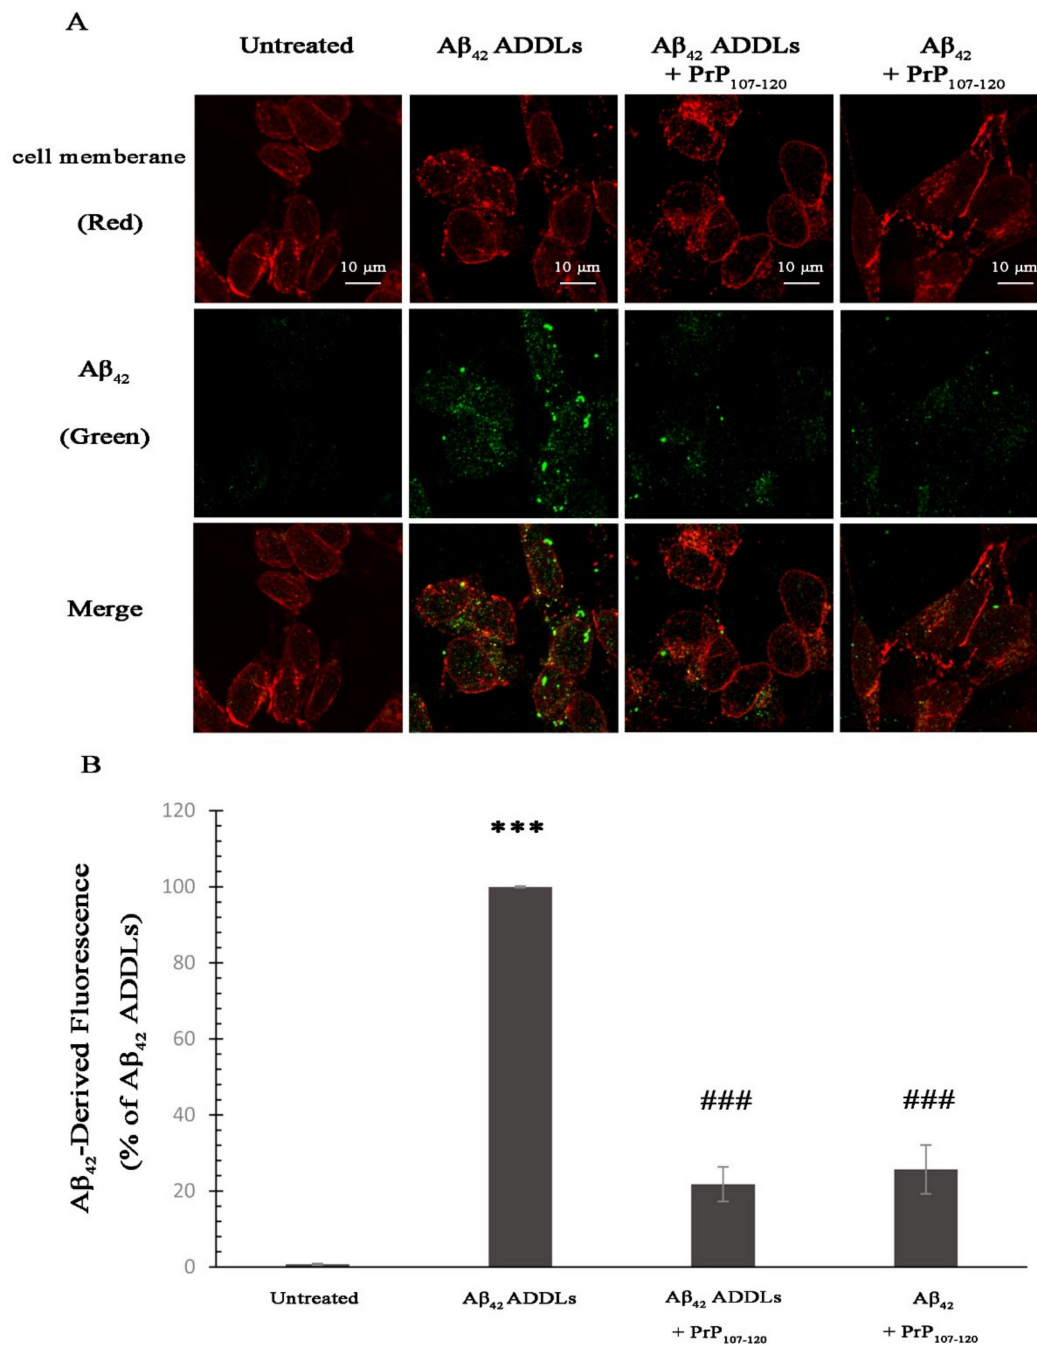 A
Untreated
Aβ₄₂ ADDLs
Aβ₄₂ ADDLs
+ PrP₁₀₇₋₁₂₀
Aβ₄₂
+ PrP₁₀₇₋₁₂₀
cell memberane
(Red)
10 μm
10 μm
10 μm
10 μm
Aβ₄₂
(Green)
Merge
B
Aβ₄₂-Derived Fluorescence
(% of Aβ₄₂ ADDLs)
120
100
80
60
40
20
0
***
###
###
Untreated
Aβ₄₂ ADDLs
Aβ₄₂ ADDLs
+ PrP₁₀₇₋₁₂₀
Aβ₄₂
+ PrP₁₀₇₋₁₂₀